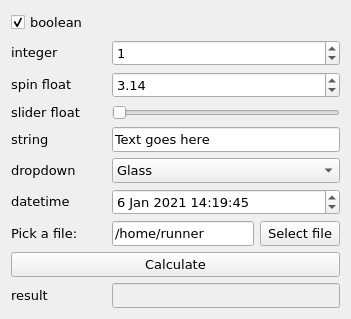 boolean
integer 1
spin float 3.14
slider float
string Text goes here
dropdown Glass
datetime 6 Jan 2021 14:19:45
Pick a file: /home/runner Select file
Calculate
result